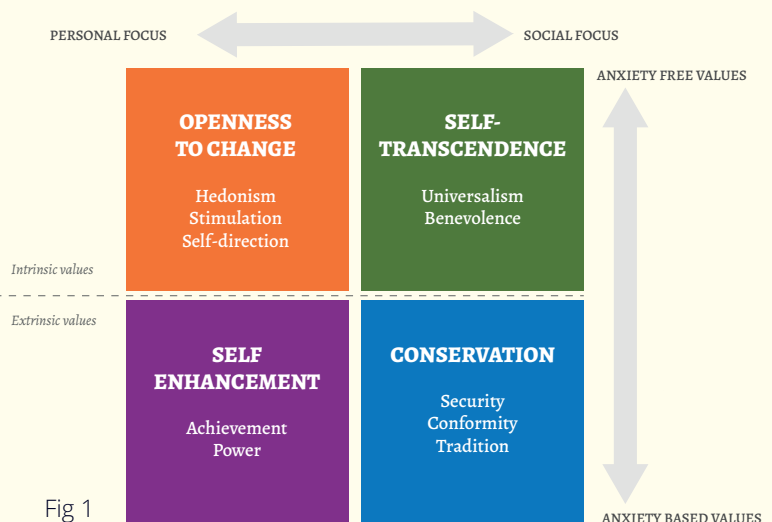 PERSONAL FOCUS
SOCIAL FOCUS
ANXIETY FREE VALUES
OPENNESS
TO CHANGE
Hedonism
Stimulation
Self-direction
SELF-
TRANSCENDENCE
Universalism
Benevolence
Intrinsic values
Extrinsic values
SELF
ENHANCEMENT
Achievement
Power
CONSERVATION
Security
Conformity
Tradition
Fig 1
ANXIETY BASED VALUES